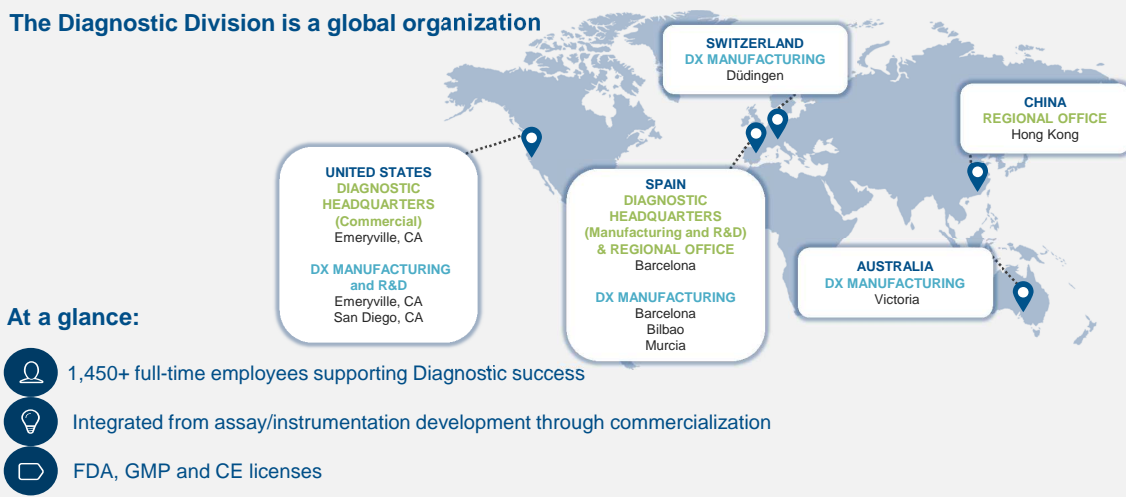 The Diagnostic Division is a global organization
SWITZERLAND
DX MANUFACTURING
Düdingen
CHINA
REGIONAL OFFICE
Hong Kong
UNITED STATES
DIAGNOSTIC
HEADQUARTERS
(Commercial)
Emeryville, CA
DX MANUFACTURING
and R&D
Emeryville, CA
San Diego, CA
SPAIN
DIAGNOSTIC
HEADQUARTERS
(Manufacturing and R&D)
& REGIONAL OFFICE
Barcelona
DX MANUFACTURING
Barcelona
Bilbao
Murcia
AUSTRALIA
DX MANUFACTURING
Victoria
At a glance:
1,450+ full-time employees supporting Diagnostic success
Integrated from assay/instrumentation development through commercialization
FDA, GMP and CE licenses